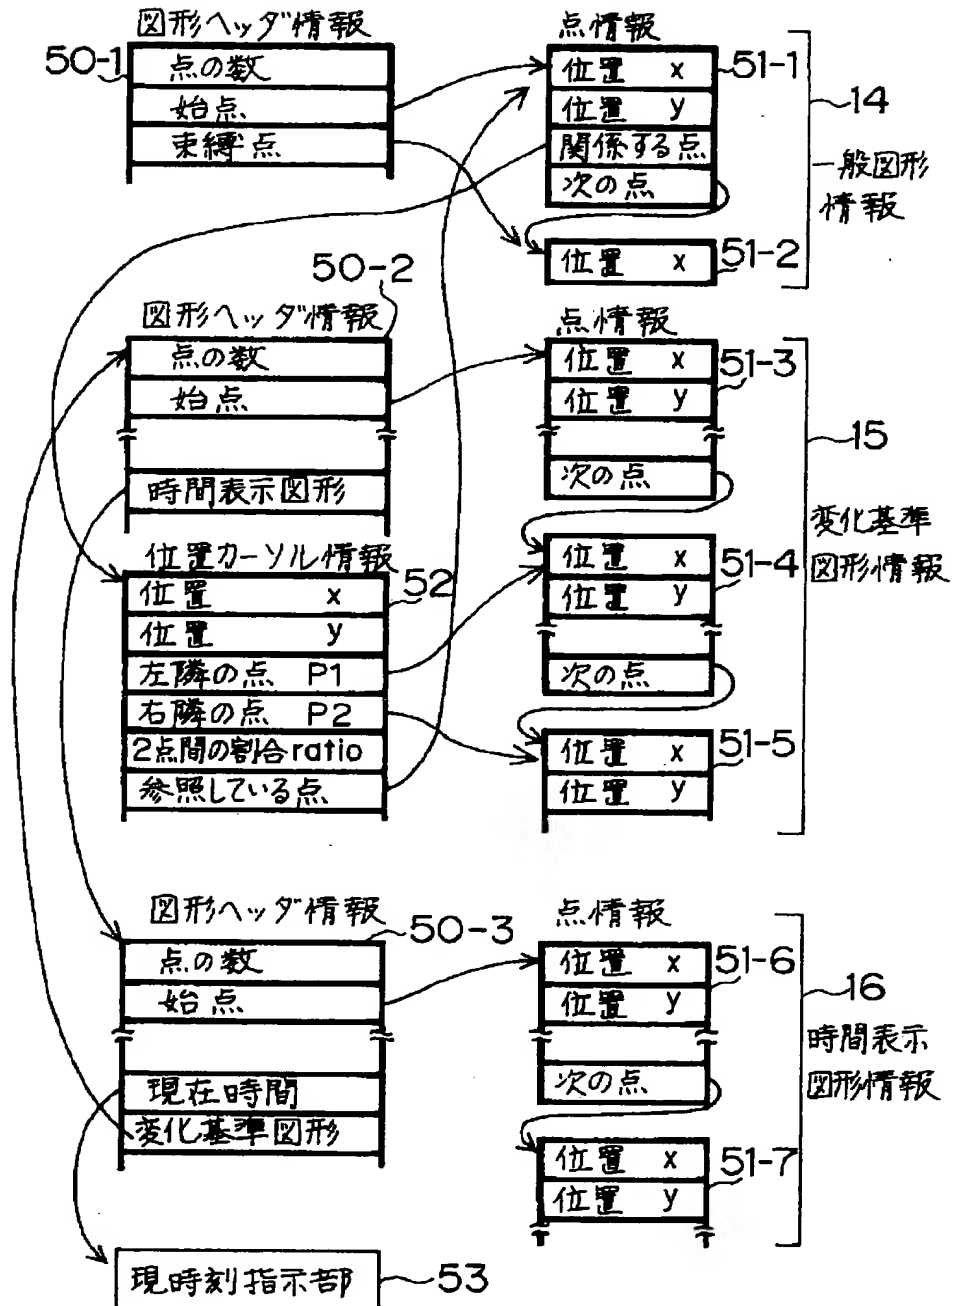 図形ヘッダ情報
50-1
点の数
始点
束縛点
点情報
位置 x
51-1
位置 y
関係する点
次の点
位置 x
51-2
14
一般図形
情報
50-2
図形ヘッダ情報
点の数
始点
時間表示図形
位置カーソル情報
52
位置 x
位置 y
左隣の点 P1
右隣の点 P2
2点間の割合ratio
参照している点
点情報
位置 x
51-3
位置 y
次の点
位置 x
51-4
位置 y
次の点
位置 x
51-5
位置 y
15
変化基準
図形情報
図形ヘッダ情報
50-3
点の数
始点
現在時間
変化基準図形
点情報
位置 x
51-6
位置 y
次の点
位置 x
51-7
位置 y
16
時間表示
図形情報
現時刻指示部
53